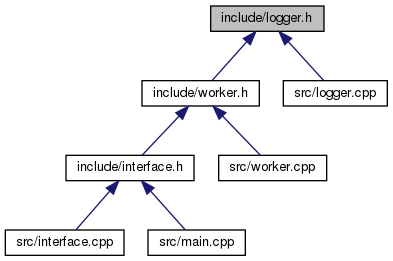 include/logger.h
include/worker.h
src/logger.cpp
include/interface.h
src/worker.cpp
src/interface.cpp
src/main.cpp